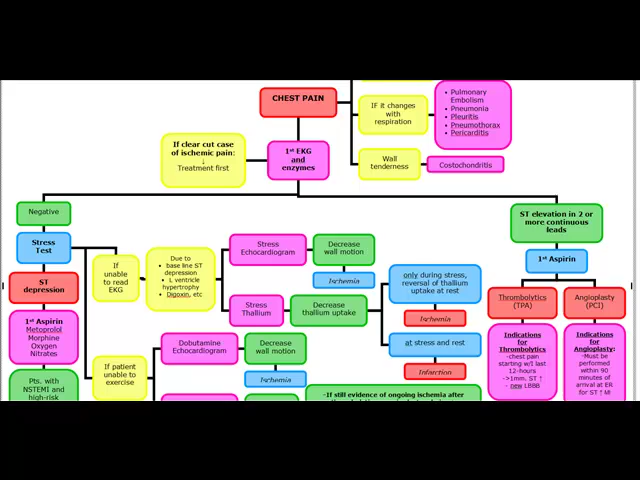 CHEST PAIN
IF it changes
with
respiration
• Pulmonary
Embolism
• Pneumonia
• Pleuritis
• Pneumothorax
• Pericarditis
If clear cut case
of ischemic pain:
↓
Treatment first
1st EKG
and
enzymes
Wall
tenderness
Costochondritis
Negative
Stress
Test
ST
depression
1st Aspirin
Metoprolol
Morphine
Oxygen
Nitrates
Pts. with
NSTEMI and
high-risk
If
unable
to read
EKG
Due to
• base line ST
depression
• L ventricle
hypertrophy
• Digoxin, etc
Stress
Echocardiogram
Decrease
wall motion
Ischemia
Stress
Thallium
Decrease
thallium uptake
only during stress,
reversal of thallium
uptake at rest
Ischemia
at stress and rest
Infarction
If patient
unable to
exercise
Dobutamine
Echocardiogram
Decrease
wall motion
Ischemia
-If still evidence of ongoing ischemia after
ST elevation in 2 or
more continuous
leads
1st Aspirin
Thrombolytics
(TPA)
Angioplasty
(PCI)
Indications
for
Thrombolytics
-chest pain
starting w/I last
12-hours
->1mm. ST ↑
- new LBBB
Indications
for
Angioplasty:
-Must be
performed
within 90
minutes of
arrival at ER
for ST ↑ MI